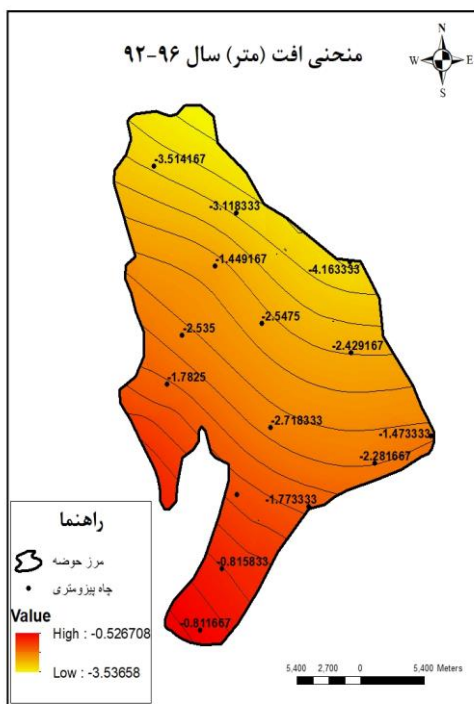 منحنی افت (متر) سال ۹۶-۹۲
N
W E
S
-3.514167
-3.118333
-1.449167
-4.163333
-2.5475
-2.535
-2.429167
-1.7825
-2.718333
-1.473333
-2.281667
-1.773333
-0.815833
-0.811667
راهنما
مرز حوضه
چاه پیزومتری
Value
High : -0.526708
Low : -3.53658
5,400 2,700 0 5,400 Meters